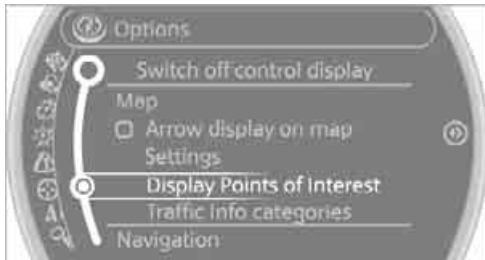 Options
Switch off control display
Map
Arrow display on map
Settings
Display Points of Interest
Traffic Info categories
Navigation